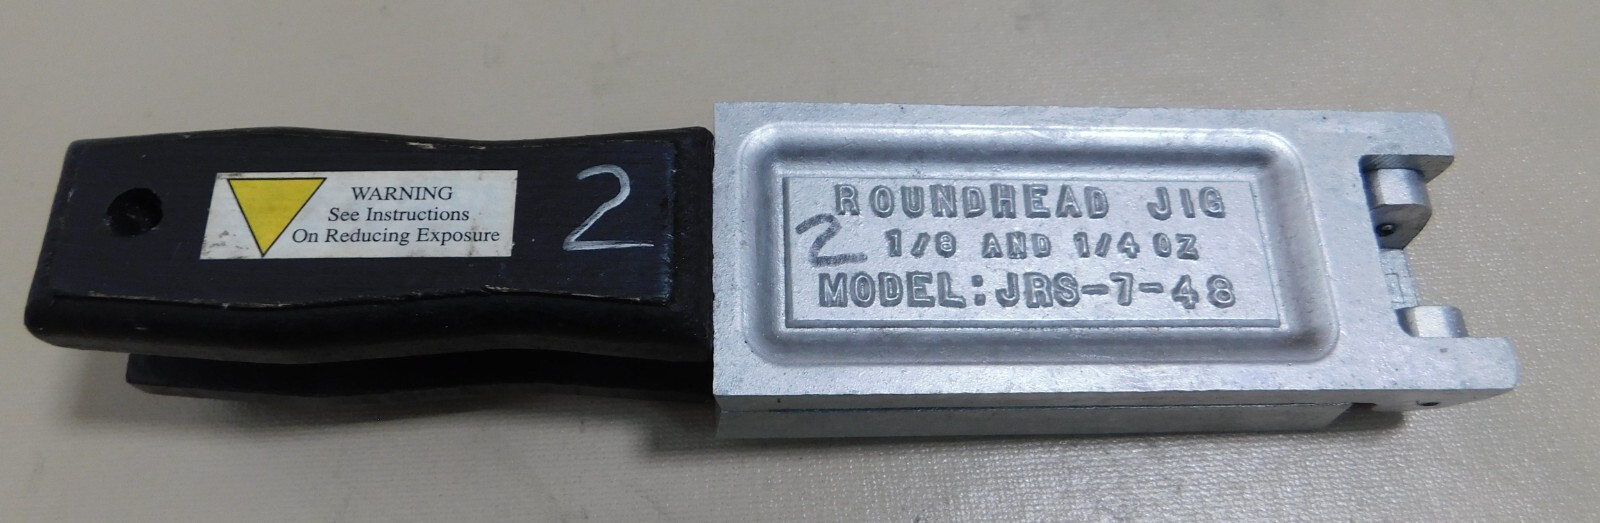 WARNING
See Instructions
On Reducing Exposure
2
ROUNDHEAD JIG
2 1/8 AND 1/4 OZ
MODEL:JRS-7-48